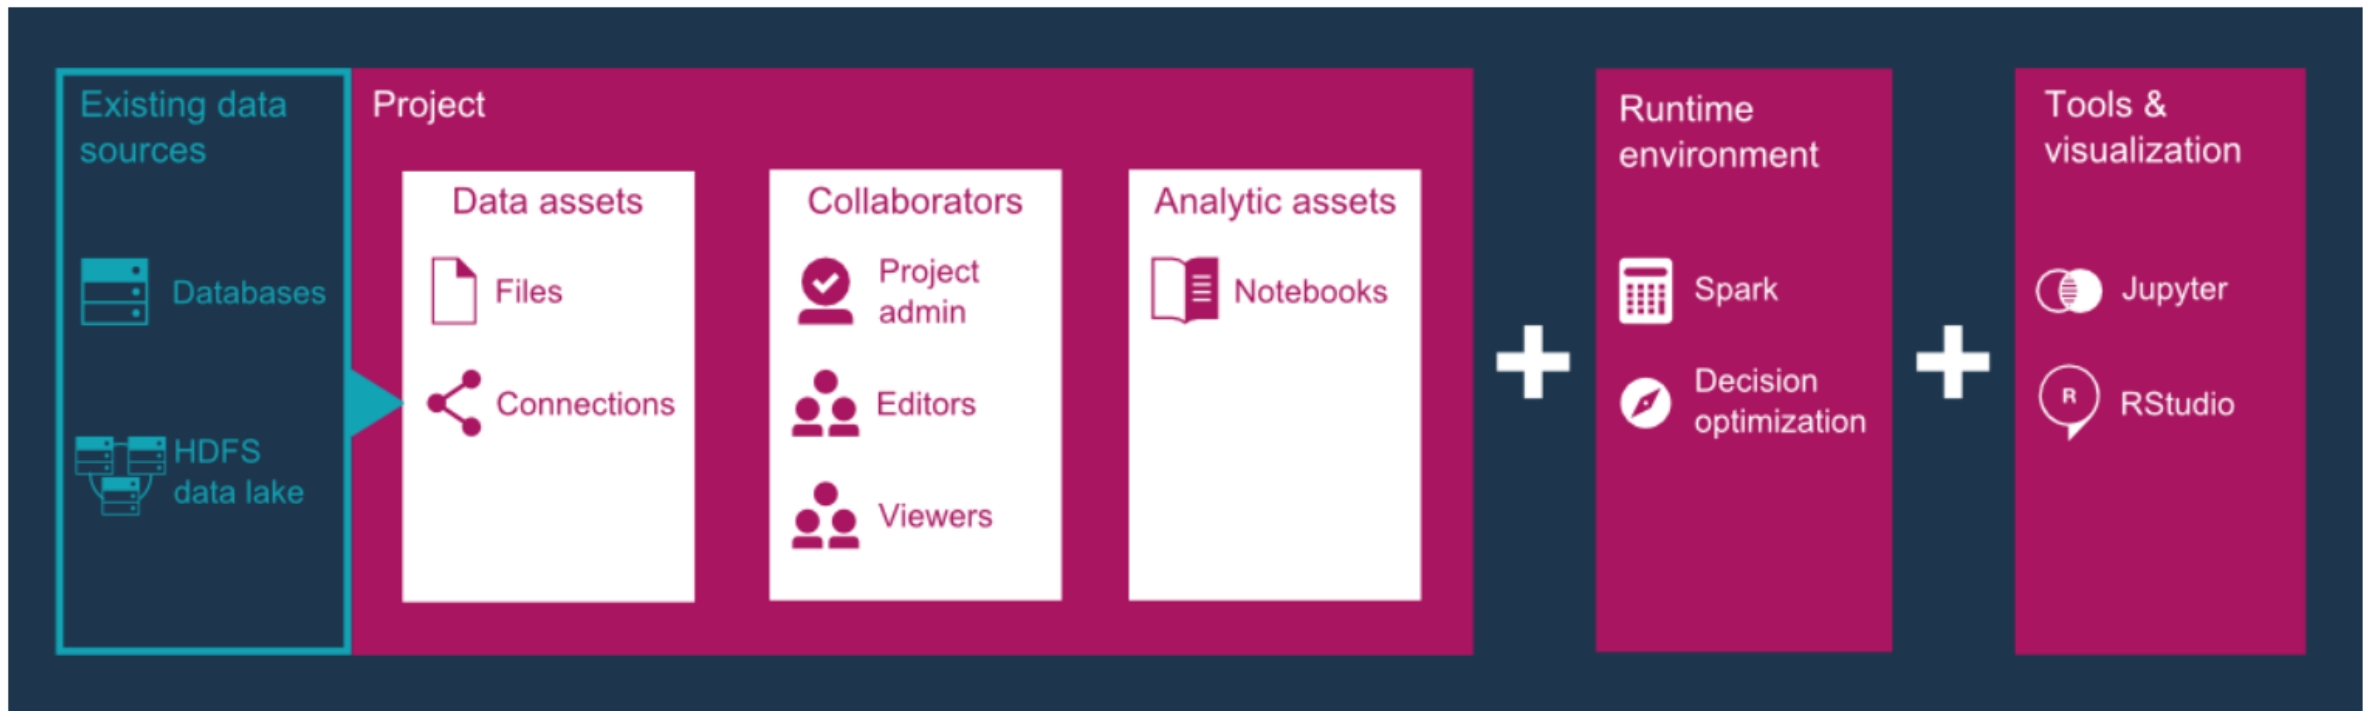 Existing data
sources
Databases
HDFS
data lake
Project
Data assets
Files
Connections
Collaborators
Project
admin
Editors
Viewers
Analytic assets
Notebooks
Runtime
environment
Spark
Decision
optimization
Tools &
visualization
Jupyter
R
RStudio